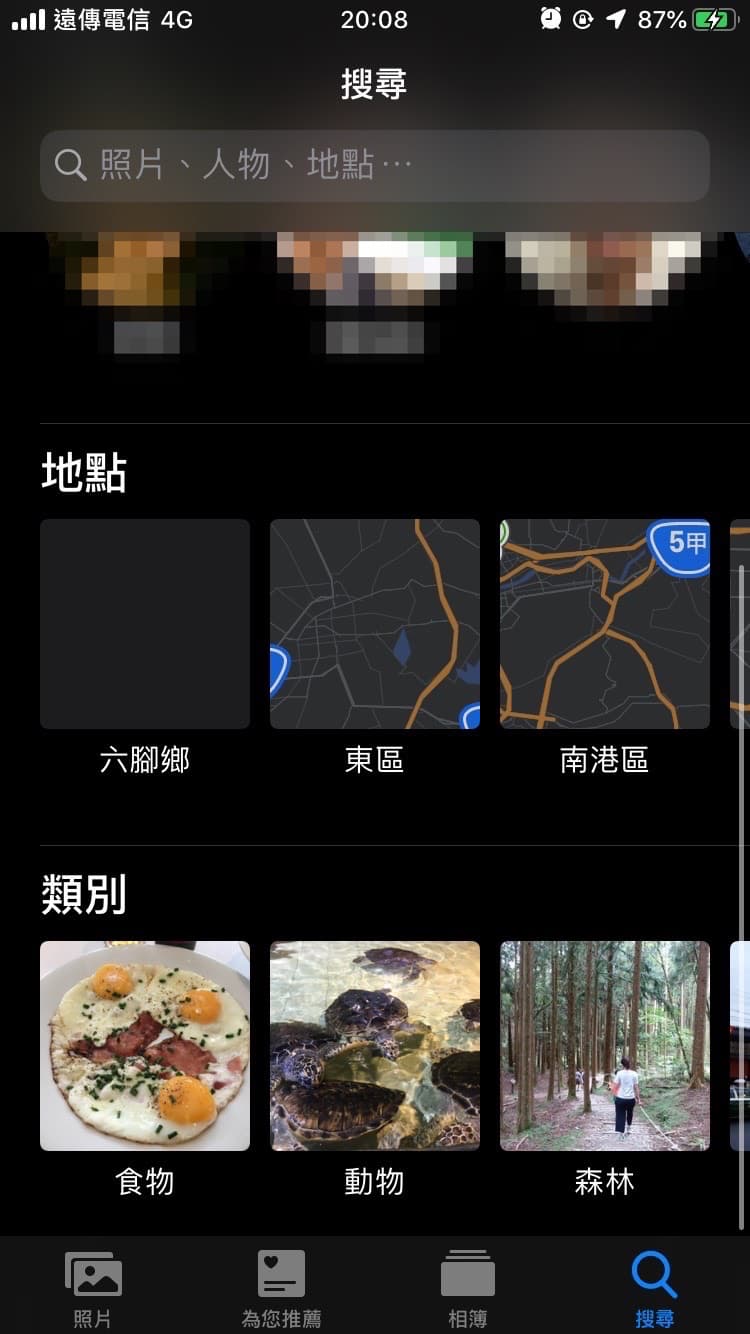 遠傳電信 4G
20:08
87%
搜尋
照片、人物、地點…
地點
5甲
六腳鄉
東區
南港區
類別
食物
動物
森林
照片
為您推薦
相簿
搜尋